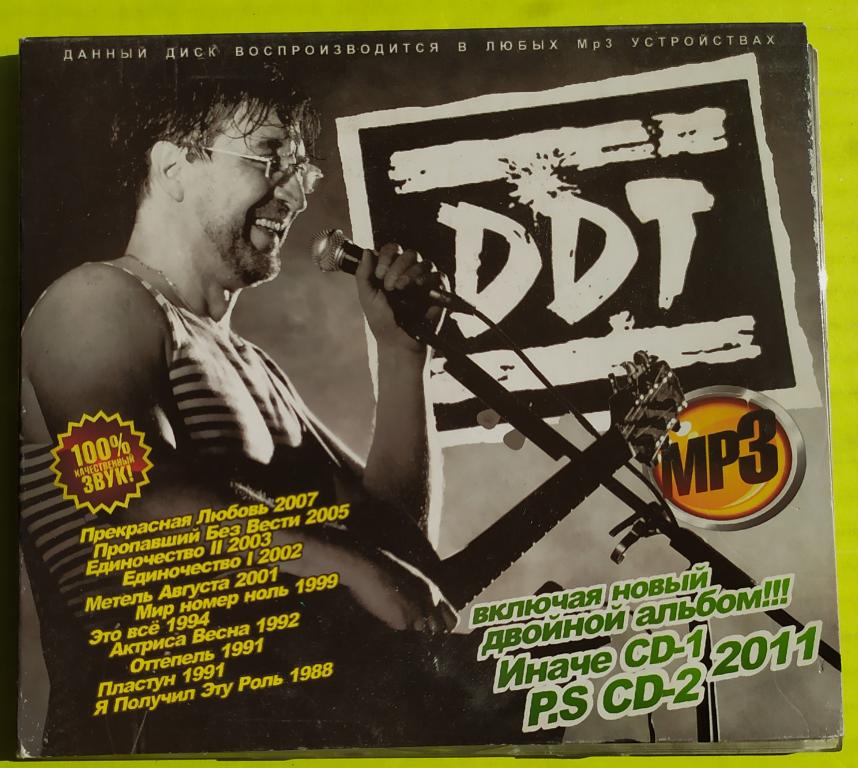 ДАННЫЙ ДИСК ВОСПРОИЗВОДИТСЯ В ЛЮБЫХ Mp3 УСТРОЙСТВАХ
DDT
MP3
100%
КАЧЕСТВЕННЫЙ
ЗВУК!
Прекрасная Любовь 2007
Пропавший Без Вести 2005
Единочество II 2003
Единочество I 2002
Метель Августа 2001
Мир номер ноль 1999
Это всё 1994
Актриса Весна 1992
Оттепель 1991
Пластун 1991
Я Получил Эту Роль 1988
включая новый
двойной альбом!!!
Иначе CD-1
P.S CD-2 2011